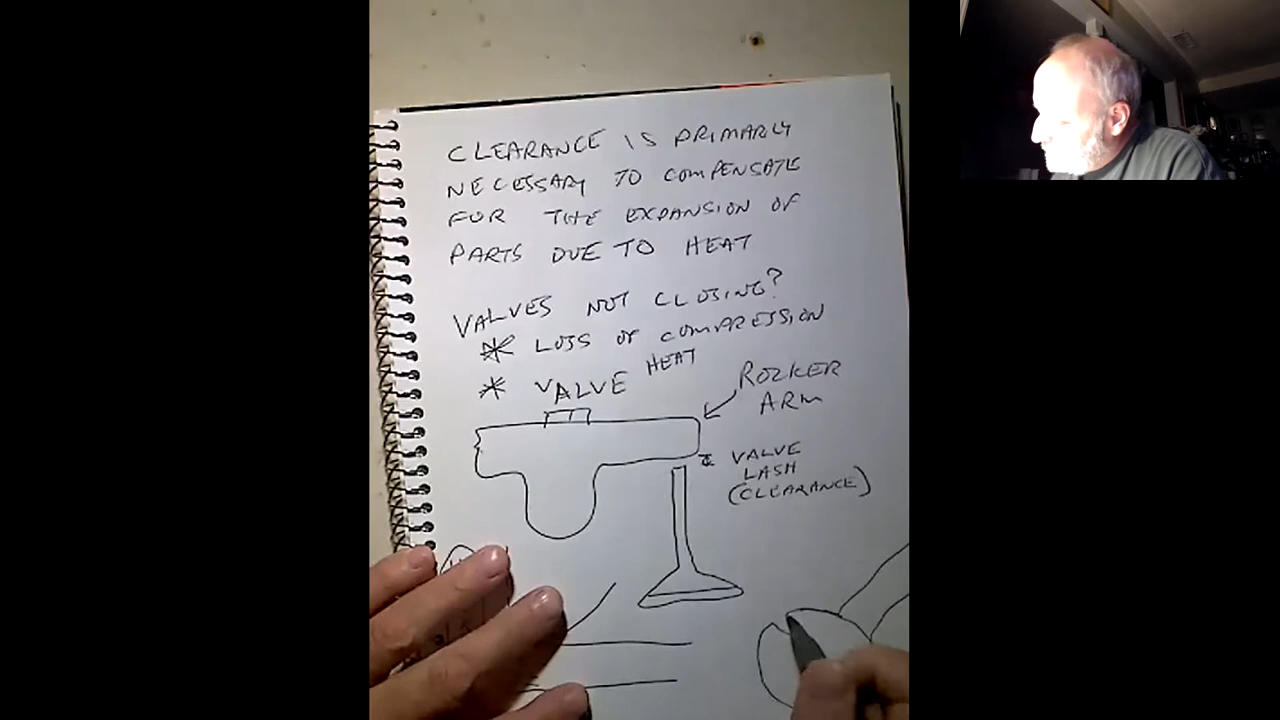 CLEARANCE IS PRIMARLY
NECESSARY TO COMPENSATE
FOR THE EXPANSION OF
PARTS DUE TO HEAT
VALVES NOT CLOSING?
* LOSS OF COMPRESSION
* VALVE HEAT
ROCKER
ARM
VALVE
LASH
(CLEARANCE)